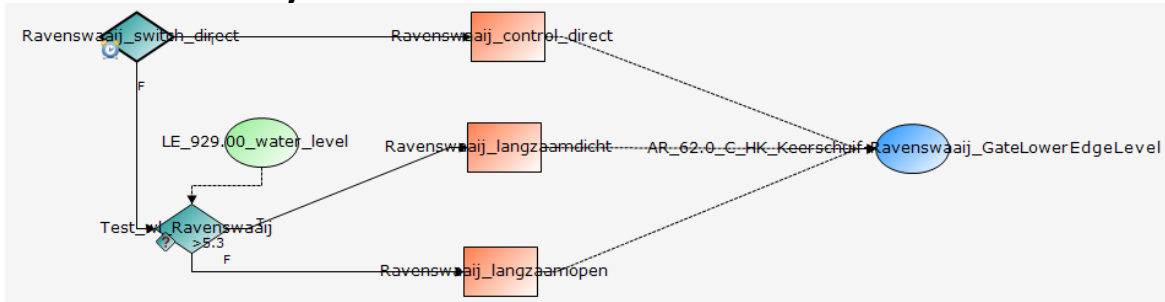 Ravenswaaij_switch_direct
Ravenswaaij_control_direct
F
LE_929.00_water_level
Ravenswaaij_langzaamdicht
AR_62.0_C_HK_Keerschuif-Ravenswaaij_GateLowerEdgeLevel
Test_wl_Ravenswaaij
T
>5.3
?
F
Ravenswaaij_langzaamopen